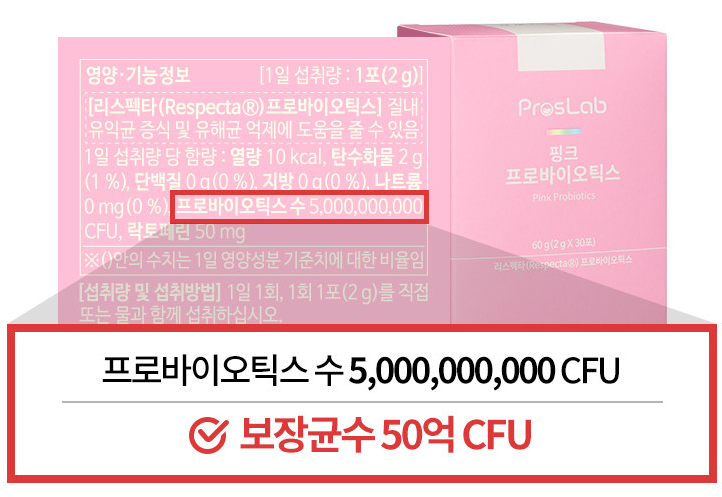 영양·기능정보 [1일 섭취량 : 1포(2 g)]
[리스펙타(Respecta®) 프로바이오틱스] 질내
유익균 증식 및 유해균 억제에 도움을 줄 수 있음
1일 섭취량 당 함량 : 열량 10 kcal, 탄수화물 2 g
(1 %), 단백질 0 g(0 %), 지방 0 g(0 %), 나트륨
0 mg(0 %), 프로바이오틱스 수 5,000,000,000
CFU, 락토페린 50 mg
※()안의 수치는 1일 영양성분 기준치에 대한 비율임
[섭취량 및 섭취방법] 1일 1회, 1회 1포(2 g)를 직접
또는 물과 함께 섭취하십시오.
ProsLab
핑크
프로바이오틱스
Pink Probiotics
60 g(2 g X 30포)
리스펙타(Respecta®) 프로바이오틱스
프로바이오틱스 수 5,000,000,000 CFU
보장균수 50억 CFU